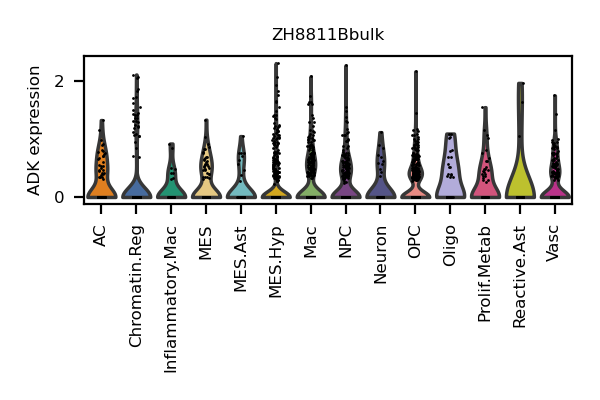 ZH8811Bbulk
ADK expression
2
0
AC
Chromatin.Reg
Inflammatory.Mac
MES
MES.Ast
MES.Hyp
Mac
NPC
Neuron
OPC
Oligo
Prolif.Metab
Reactive.Ast
Vasc